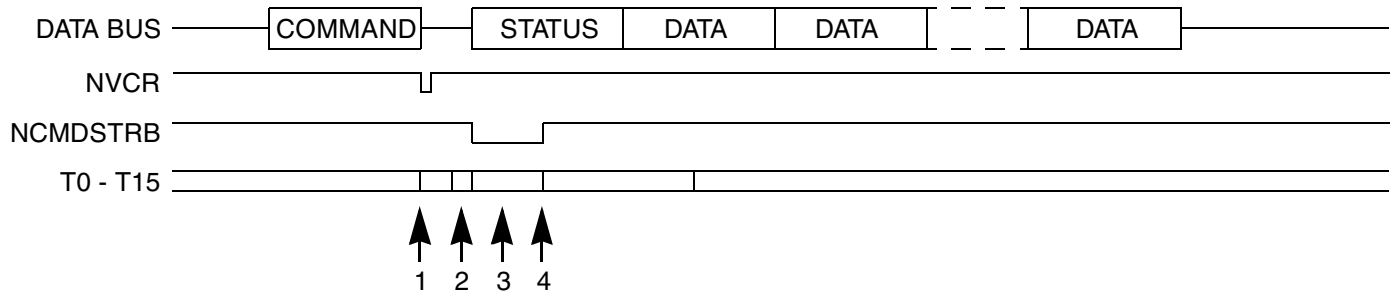 DATA BUS COMMAND STATUS DATA DATA DATA
NVCR
NCMDSTRB
T0 - T15
1 2 3 4